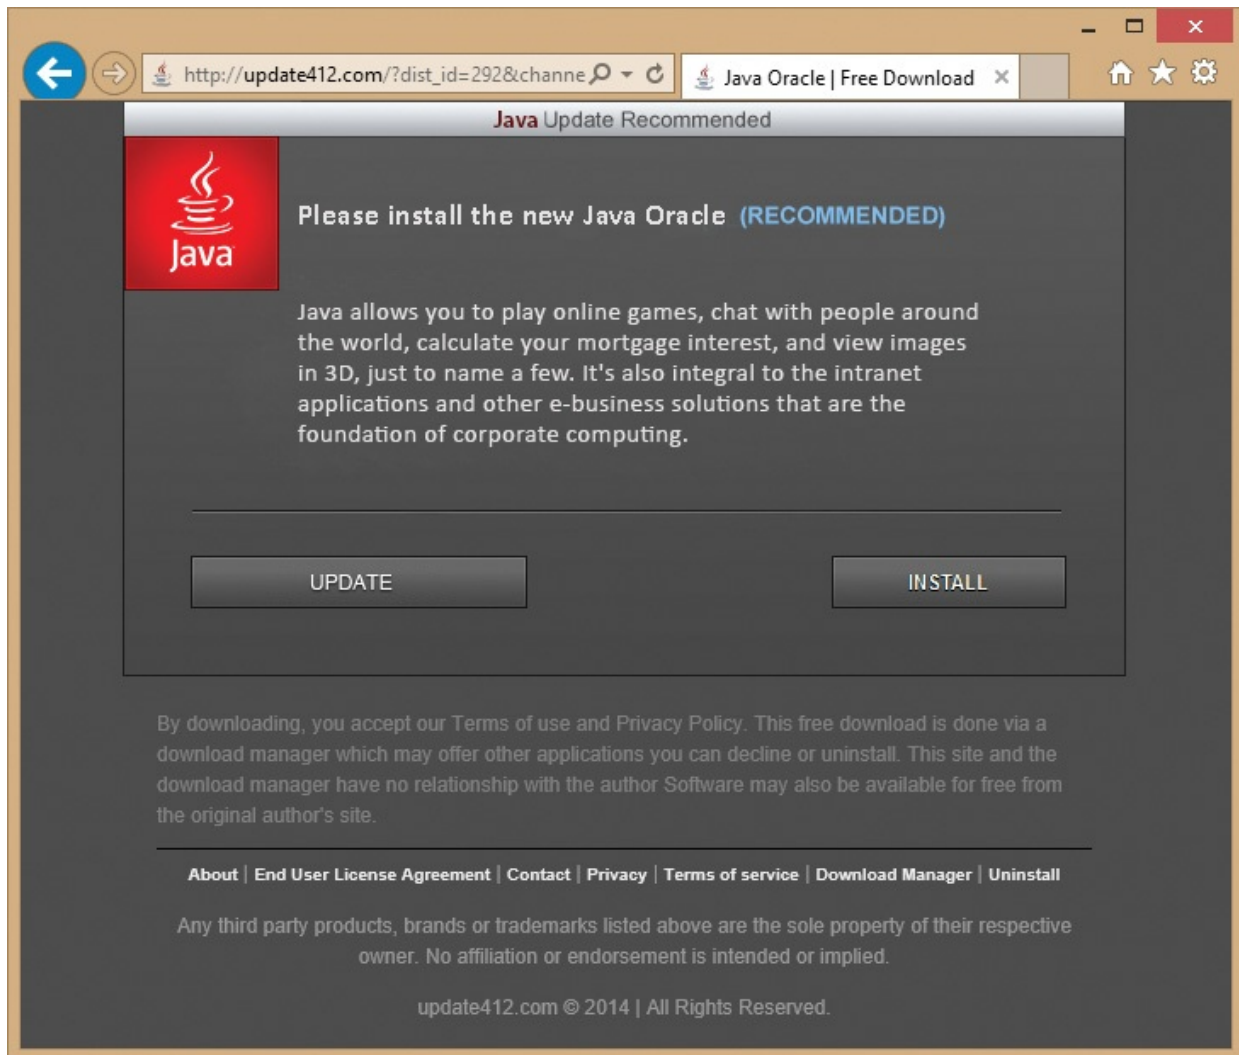 http://update412.com/?dist_id=292&channe
Java Oracle | Free Download
Java Update Recommended
Java
Please install the new Java Oracle (RECOMMENDED)
Java allows you to play online games, chat with people around
the world, calculate your mortgage interest, and view images
in 3D, just to name a few. It's also integral to the intranet
applications and other e-business solutions that are the
foundation of corporate computing.
UPDATE
INSTALL
By downloading, you accept our Terms of use and Privacy Policy. This free download is done via a
download manager which may offer other applications you can decline or uninstall. This site and the
download manager have no relationship with the author Software may also be available for free from
the original author's site.
About | End User License Agreement | Contact | Privacy | Terms of service | Download Manager | Uninstall
Any third party products, brands or trademarks listed above are the sole property of their respective
owner. No affiliation or endorsement is intended or implied.
update412.com © 2014 | All Rights Reserved.